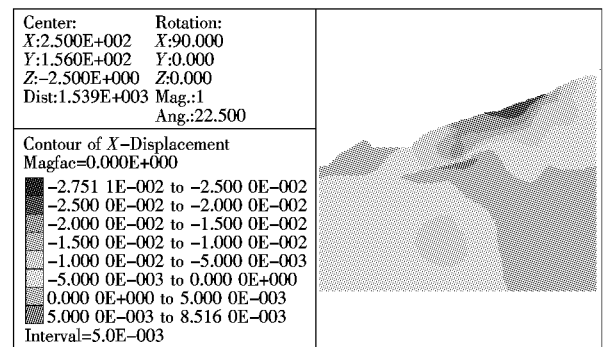 Center: Rotation:
X:2.500E+002 X:90.000
Y:1.560E+002 Y:0.000
Z:−2.500E+000 Z:0.000
Dist:1.539E+003 Mag.:1
Ang.:22.500
Contour of X−Displacement
Magfac=0.000E+000
−2.751 1E−002 to −2.500 0E−002
−2.500 0E−002 to −2.000 0E−002
−2.000 0E−002 to −1.500 0E−002
−1.500 0E−002 to −1.000 0E−002
−1.000 0E−002 to −5.000 0E−003
−5.000 0E−003 to 0.000 0E+000
0.000 0E+000 to 5.000 0E−003
5.000 0E−003 to 8.516 0E−003
Interval=5.0E−003